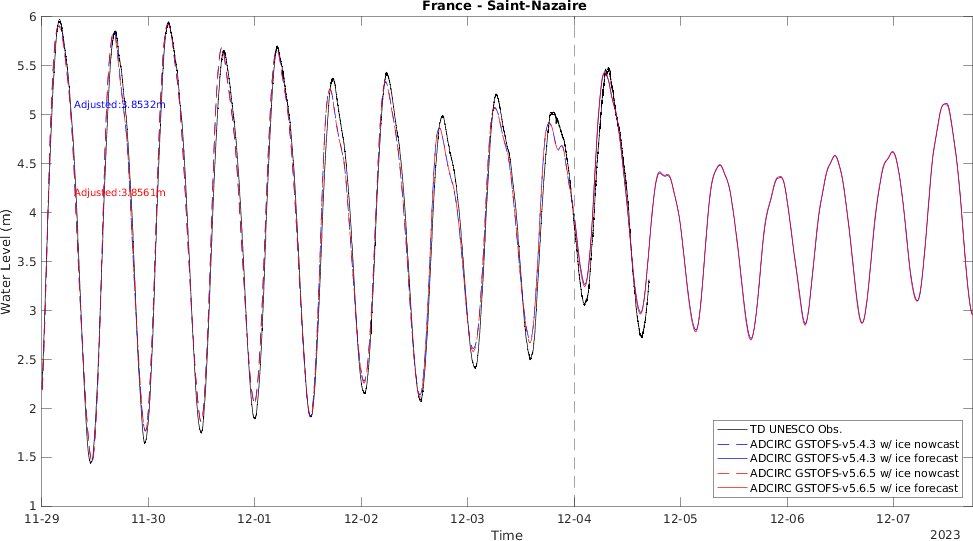 France - Saint-Nazaire
6
5.5
5
4.5
4
3.5
3
2.5
2
1.5
1
Water Level (m)
Adjusted:3.8532m
Adjusted:3.8561m
TD UNESCO Obs.
ADCIRC GSTOFS-v5.4.3 w/ ice nowcast
ADCIRC GSTOFS-v5.4.3 w/ ice forecast
ADCIRC GSTOFS-v5.6.5 w/ ice nowcast
ADCIRC GSTOFS-v5.6.5 w/ ice forecast
11-29 11-30 12-01 12-02 12-03 12-04 12-05 12-06 12-07
Time
2023